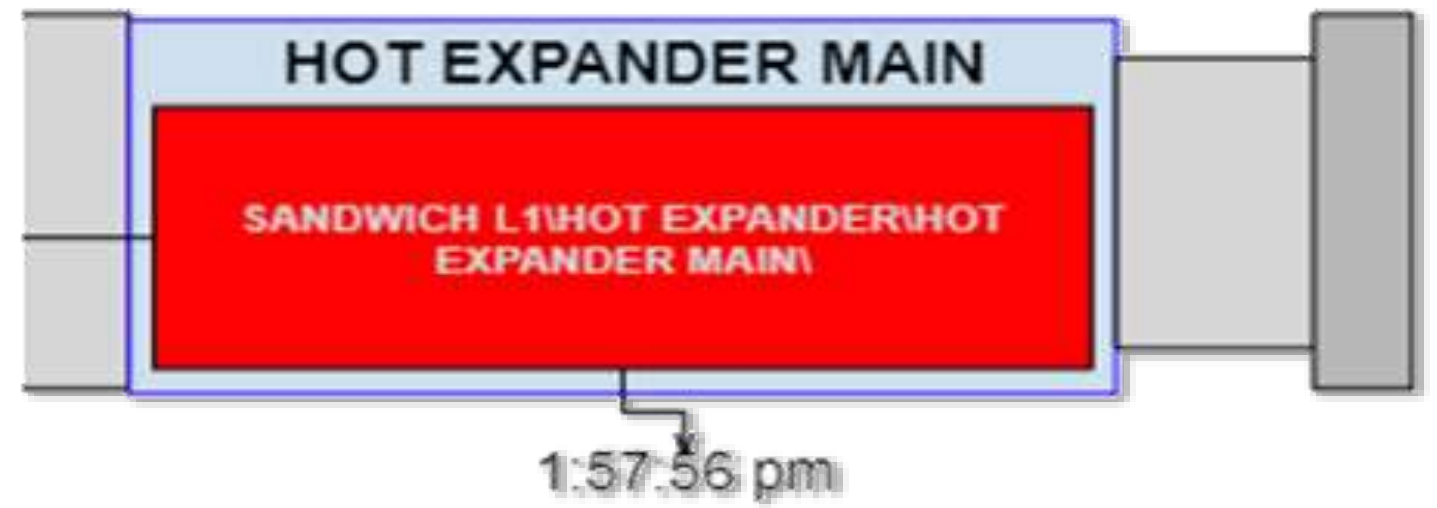 HOT EXPANDER MAIN
SANDWICH L1\HOT EXPANDER\HOT
EXPANDER MAIN\
1:57:56 pm